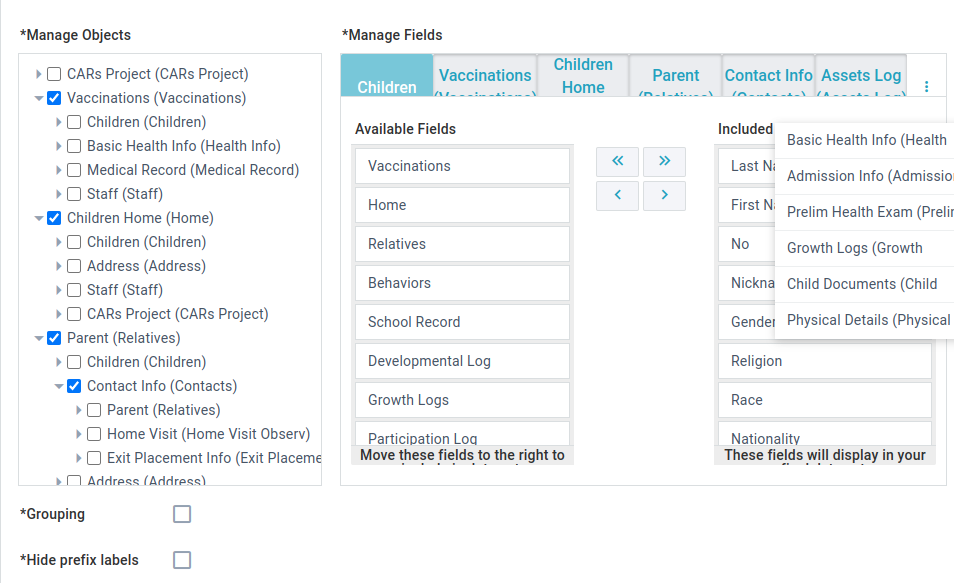 *Manage Objects
CARs Project (CARs Project)
Vaccinations (Vaccinations)
Children (Children)
Basic Health Info (Health Info)
Medical Record (Medical Record)
Staff (Staff)
Children Home (Home)
Children (Children)
Address (Address)
Staff (Staff)
CARs Project (CARs Project)
Parent (Relatives)
Children (Children)
Contact Info (Contacts)
Parent (Relatives)
Home Visit (Home Visit Observ)
Exit Placement Info (Exit Placeme
Address (Address)
*Manage Fields
Children
Vaccinations
(Vaccinations)
Children
Home
Parent
(Relatives)
Contact Info
(Contacts)
Assets Log
(Assets Log)
Available Fields
Vaccinations
Home
Relatives
Behaviors
School Record
Developmental Log
Growth Logs
Participation Log
Move these fields to the right to
Included
Last Na
First Na
No
Nickna
Gender
Religion
Race
Nationality
These fields will display in your
Basic Health Info (Health
Admission Info (Admission
Prelim Health Exam (Prelim
Growth Logs (Growth
Child Documents (Child
Physical Details (Physical
*Grouping
*Hide prefix labels